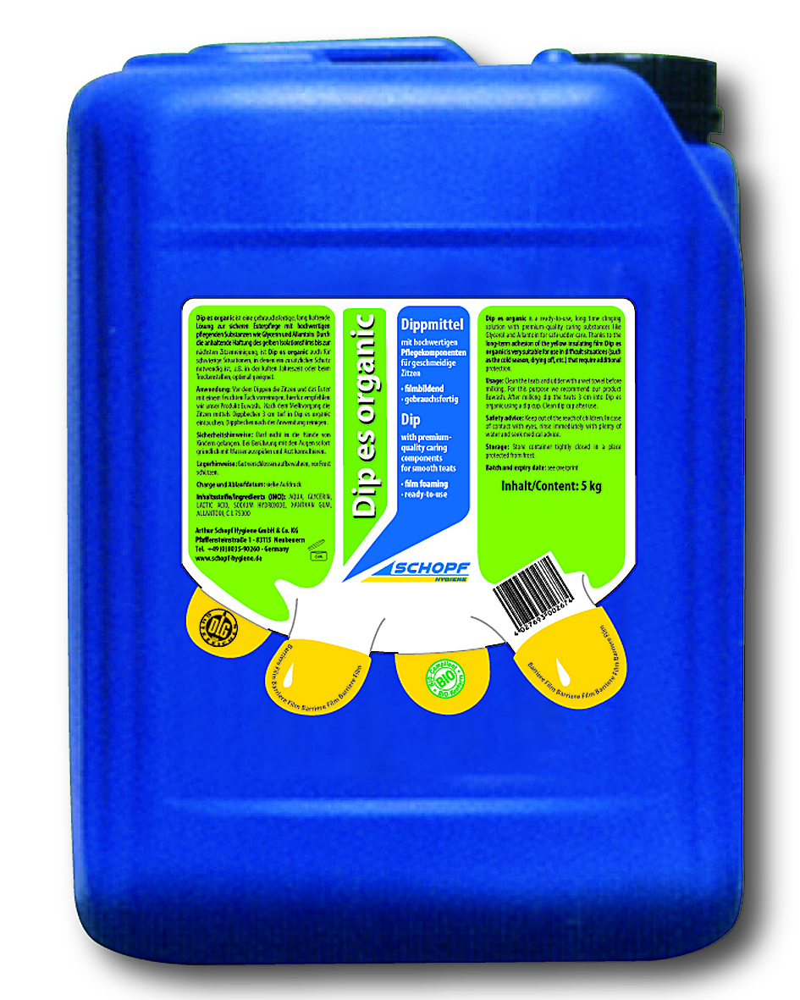 Dip es organic ist eine gebrauchsfertige, lang haftende
Lösung zur sicheren Euterpflege mit hochwertigen
pflegenden Substanzen wie Glycerin und Allantoin. Durch
die anhaltende Haftung des gelben Isolationsfilms bis zur
nächsten Zitzenreinigung, ist Dip es organic auch für
schwierige Situationen, in denen ein zusätzlicher Schutz
notwendig ist, z.B. in der kalten Jahreszeit oder beim
Trockenstellen, optimal geeignet.
Anwendung: Vor dem Dippen die Zitzen und das Euter
mit einem feuchten Tuch vorreinigen, hierfür empfehlen
wir unser Produkt Euwash. Nach dem Melkvorgang die
Zitzen mittels Dippbecher 3 cm tief in Dip es organic
eintauchen. Dippbecher nach der Anwendung reinigen.
Sicherheitshinweise: Darf nicht in die Hände von
Kindern gelangen. Bei Berührung mit den Augen sofort
gründlich mit Wasser ausspülen und Arzt konsultieren.
Lagerhinweise: Gut verschlossen aufbewahren, vor Frost
schützen.
Charge und Ablaufdatum: siehe Aufdruck
Inhaltsstoffe/Ingredients (INCI): AQUA, GLYCERIN,
LACTIC ACID, SODIUM HYDROXIDE, XANTHAN GUM,
ALLANTOIN, C.I. 75300
Arthur Schopf Hygiene GmbH & Co. KG
Pfaffensteinstraße 1 - 83115 Neubeuern
Tel. +49 (0)8035-90260 - Germany
www.schopf-hygiene.de
Dip es organic
Dippmittel
mit hochwertigen
Pflegekomponenten
für geschmeidige
Zitzen
· filmbildend
· gebrauchsfertig
Dip
with premium-
quality caring
components
for smooth teats
· film foaming
· ready-to-use
SCHOPF
HYGIENE
Dip es organic is a ready-to-use, long time clinging
solution with premium-quality caring substances like
Glycerol and Allantoin for safe udder care. Thanks to the
long-term adhesion of the yellow insulating film Dip es
organic is very suitable for use in difficult situations (such
as the cold season, drying off, etc.) that require additional
protection.
Usage: Clean the teats and udder with a wet towel before
milking. For this purpose we recommend our product
Euwash. After milking dip the teats 3 cm into Dip es
organic using a dip cup. Clean dip cup after use.
Safety advice: Keep out of the reach of children. In case
of contact with eyes, rinse immediately with plenty of
water and seek medical advice.
Storage: Store container tightly closed in a place
protected from frost.
Batch and expiry date: see overprint
Inhalt/Content: 5 kg
4 027693 002674
DLG
Barriere Film Barriere Film Barriere Film Barriere Film
BIO
Barriere Film Barriere Film Barriere Film Barriere Film